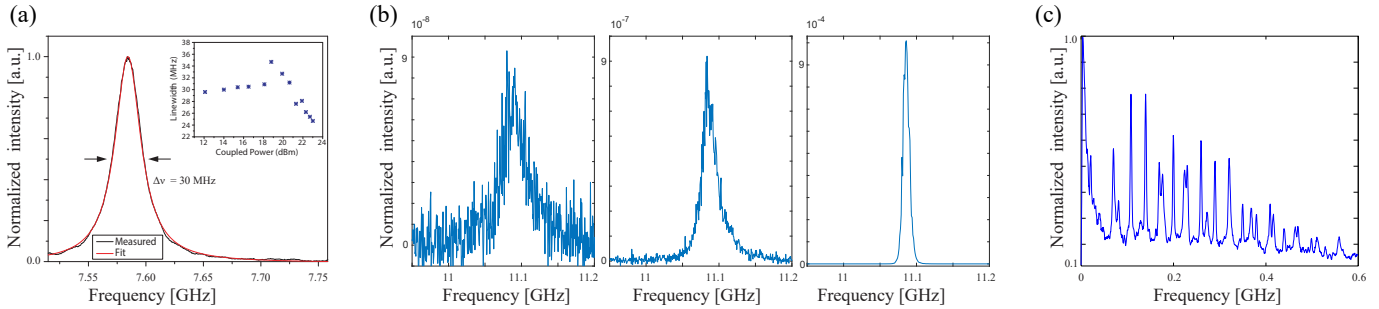 (a)
Normalized intensity [a.u.]
1.0
0.0
7.55
7.60
7.65
7.70
7.75
Frequency [GHz]
Δν = 30 MHz
Measured
Fit
Linewidth (MHz)
38
36
34
32
30
28
26
24
22
12
14
16
18
20
22
24
Coupled Power (dBm)
(b)
Normalized intensity [a.u.]
10-8
9
0
11
11.1
11.2
Frequency [GHz]
10-7
9
0
11
11.1
11.2
Frequency [GHz]
10-4
9
0
11
11.1
11.2
Frequency [GHz]
(c)
Normalized intensity [a.u.]
1.0
0.1
0
0.2
0.4
0.6
Frequency [GHz]